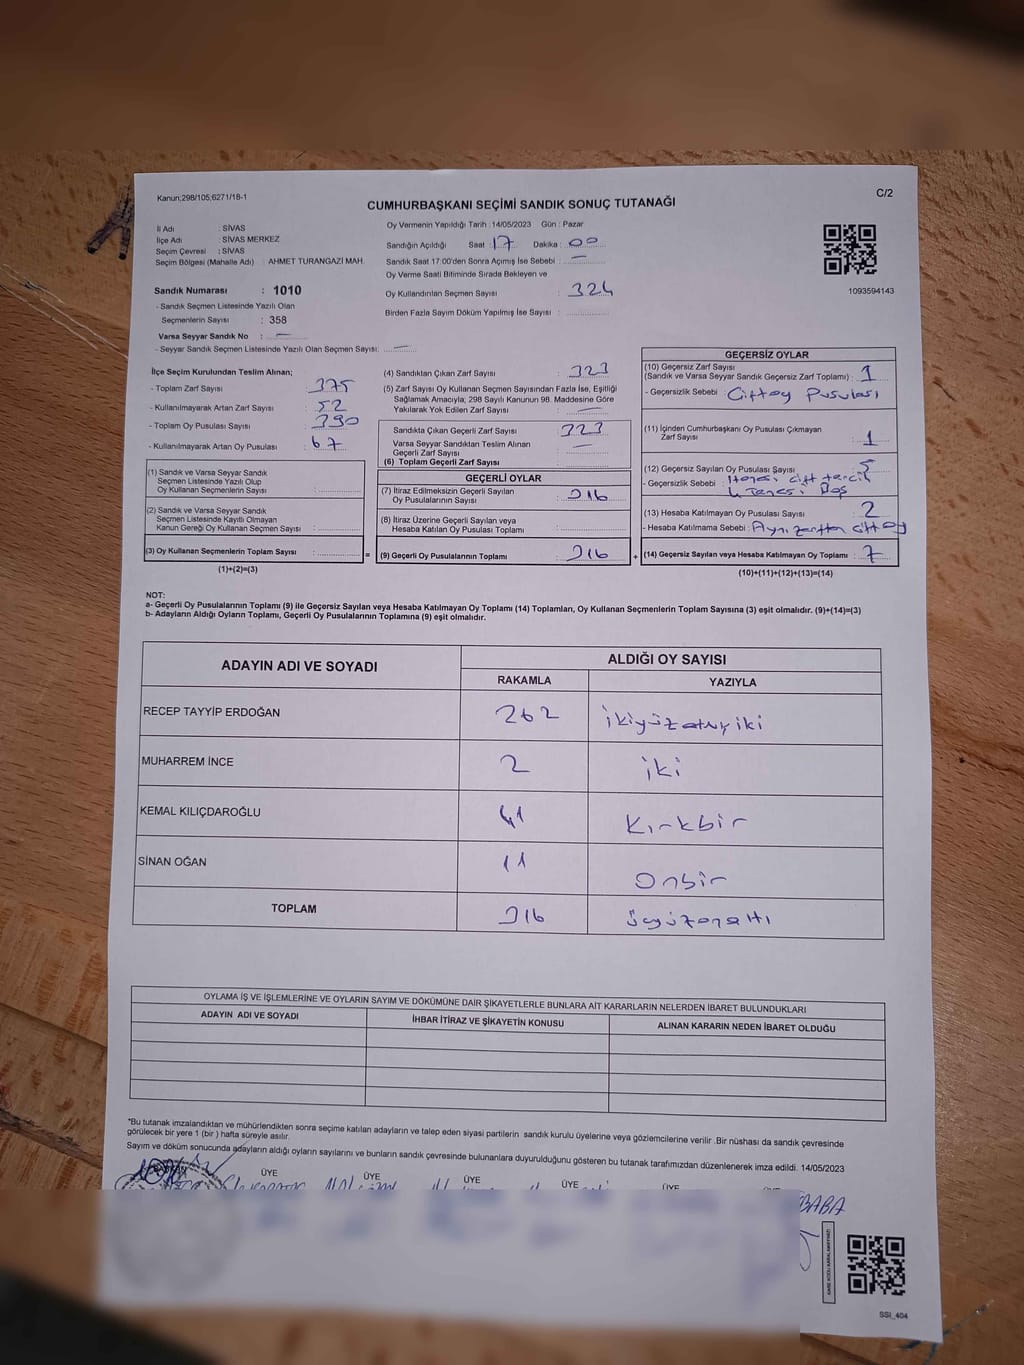 Kanun:298/105;6271/18-1
C/2
CUMHURBAŞKANI SEÇİMİ SANDIK SONUÇ TUTANAĞI
İl Adı : SİVAS
İlçe Adı : SİVAS MERKEZ
Seçim Çevresi : SİVAS
Seçim Bölgesi (Mahalle Adı) : AHMET TURANGAZI MAH.
Sandık Numarası : 1010
- Sandık Seçmen Listesinde Yazılı Olan
Seçmenlerin Sayısı : 358
Varsa Seyyar Sandık No : —
- Seyyar Sandık Seçmen Listesinde Yazılı Olan Seçmen Sayısı: —
Oy Vermenin Yapıldığı Tarih :14/05/2023 Gün : Pazar
Sandığın Açıldığı Saat : 17 Dakika : 00
Sandık Saat 17:00'den Sonra Açımış İse Sebebi : —
Oy Verme Saati Bitiminde Sırada Bekleyen ve
Oy Kullandırılan Seçmen Sayısı : 324
Birden Fazla Sayım Döküm Yapılmış İse Sayısı :
1093594143
İlçe Seçim Kurulundan Teslim Alınan;
- Toplam Zarf Sayısı : 375
- Kullanılmayarak Artan Zarf Sayısı : 52
- Toplam Oy Pusulası Sayısı : 390
- Kullanılmayarak Artan Oy Pusulası : 67
(1) Sandık ve Varsa Seyyar Sandık
Seçmen Listesinde Yazılı Olup
Oy Kullanan Seçmenlerin Sayısı :
(2) Sandık ve Varsa Seyyar Sandık
Seçmen Listesinde Kayıtlı Olmayan
Kanun Gereği Oy Kullanan Seçmen Sayısı :
(3) Oy Kullanan Seçmenlerin Toplam Sayısı : =
(1)+(2)=(3)
(4) Sandıktan Çıkan Zarf Sayısı : 323
(5) Zarf Sayısı Oy Kullanan Seçmen Sayısından Fazla İse, Eşitliği
Sağlamak Amacıyla; 298 Sayılı Kanunun 98. Maddesine Göre
Yakılarak Yok Edilen Zarf Sayısı : —
Sandıkta Çıkan Geçerli Zarf Sayısı : 323
Varsa Seyyar Sandıktan Teslim Alınan
Geçerli Zarf Sayısı : —
(6) Toplam Geçerli Zarf Sayısı :
GEÇERLİ OYLAR
(7) İtiraz Edilmeksizin Geçerli Sayılan
Oy Pusulalarının Sayısı : 316
(8) İtiraz Üzerine Geçerli Sayılan veya
Hesaba Katılan Oy Pusulası Toplamı :
(9) Geçerli Oy Pusulalarının Toplamı : 316 +
GEÇERSİZ OYLAR
(10) Geçersiz Zarf Sayısı
(Sandık ve Varsa Seyyar Sandık Geçersiz Zarf Toplamı) : 1
- Geçersizlik Sebebi : Çiftoy Pusulası
(11) İçinden Cumhurbaşkanı Oy Pusulası Çıkmayan
Zarf Sayısı : 1
(12) Geçersiz Sayılan Oy Pusulası Sayısı : 5
- Geçersizlik Sebebi : çift tercih
4 Tanesi Boş
(13) Hesaba Katılmayan Oy Pusulası Sayısı : 2
- Hesaba Katılmama Sebebi : Aynı zarftan çiftoy
(14) Geçersiz Sayılan veya Hesaba Katılmayan Oy Toplamı : 7
(10)+(11)+(12)+(13)=(14)
NOT:
a- Geçerli Oy Pusulalarının Toplamı (9) ile Geçersiz Sayılan veya Hesaba Katılmayan Oy Toplamı (14) Toplamları, Oy Kullanan Seçmenlerin Toplam Sayısına (3) eşit olmalıdır. (9)+(14)=(3)
b- Adayların Aldığı Oyların Toplamı, Geçerli Oy Pusulalarının Toplamına (9) eşit olmalıdır.
ADAYIN ADI VE SOYADI
ALDIĞI OY SAYISI
RAKAMLA YAZIYLA
RECEP TAYYİP ERDOĞAN 262 ikiyüzatmışiki
MUHARREM İNCE 2 iki
KEMAL KILIÇDAROĞLU 41 Kırkbir
SİNAN OĞAN 11 Onbir
TOPLAM 316 üçyüzonaltı
OYLAMA İŞ VE İŞLEMLERİNE VE OYLARIN SAYIM VE DÖKÜMÜNE DAİR ŞİKAYETLERLE BUNLARA AİT KARARLARIN NELERDEN İBARET BULUNDUKLARI
ADAYIN ADI VE SOYADI İHBAR İTİRAZ VE ŞİKAYETİN KONUSU ALINAN KARARIN NEDEN İBARET OLDUĞU
*Bu tutanak imzalandıktan ve mühürlendikten sonra seçime katılan adayların ve talep eden siyasi partilerin sandık kurulu üyelerine veya gözlemcilerine verilir .Bir nüshası da sandık çevresinde
görülecek bir yere 1 (bir ) hafta süreyle asılır.
Sayım ve döküm sonucunda adayların aldığı oyların sayılarını ve bunların sandık çevresinde bulunanlara duyurulduğunu gösteren bu tutanak tarafımızdan düzenlenerek imza edildi. 14/05/2023
BAŞKAN ÜYE ÜYE ÜYE ÜYE ÜYE
BABA
SSI_404